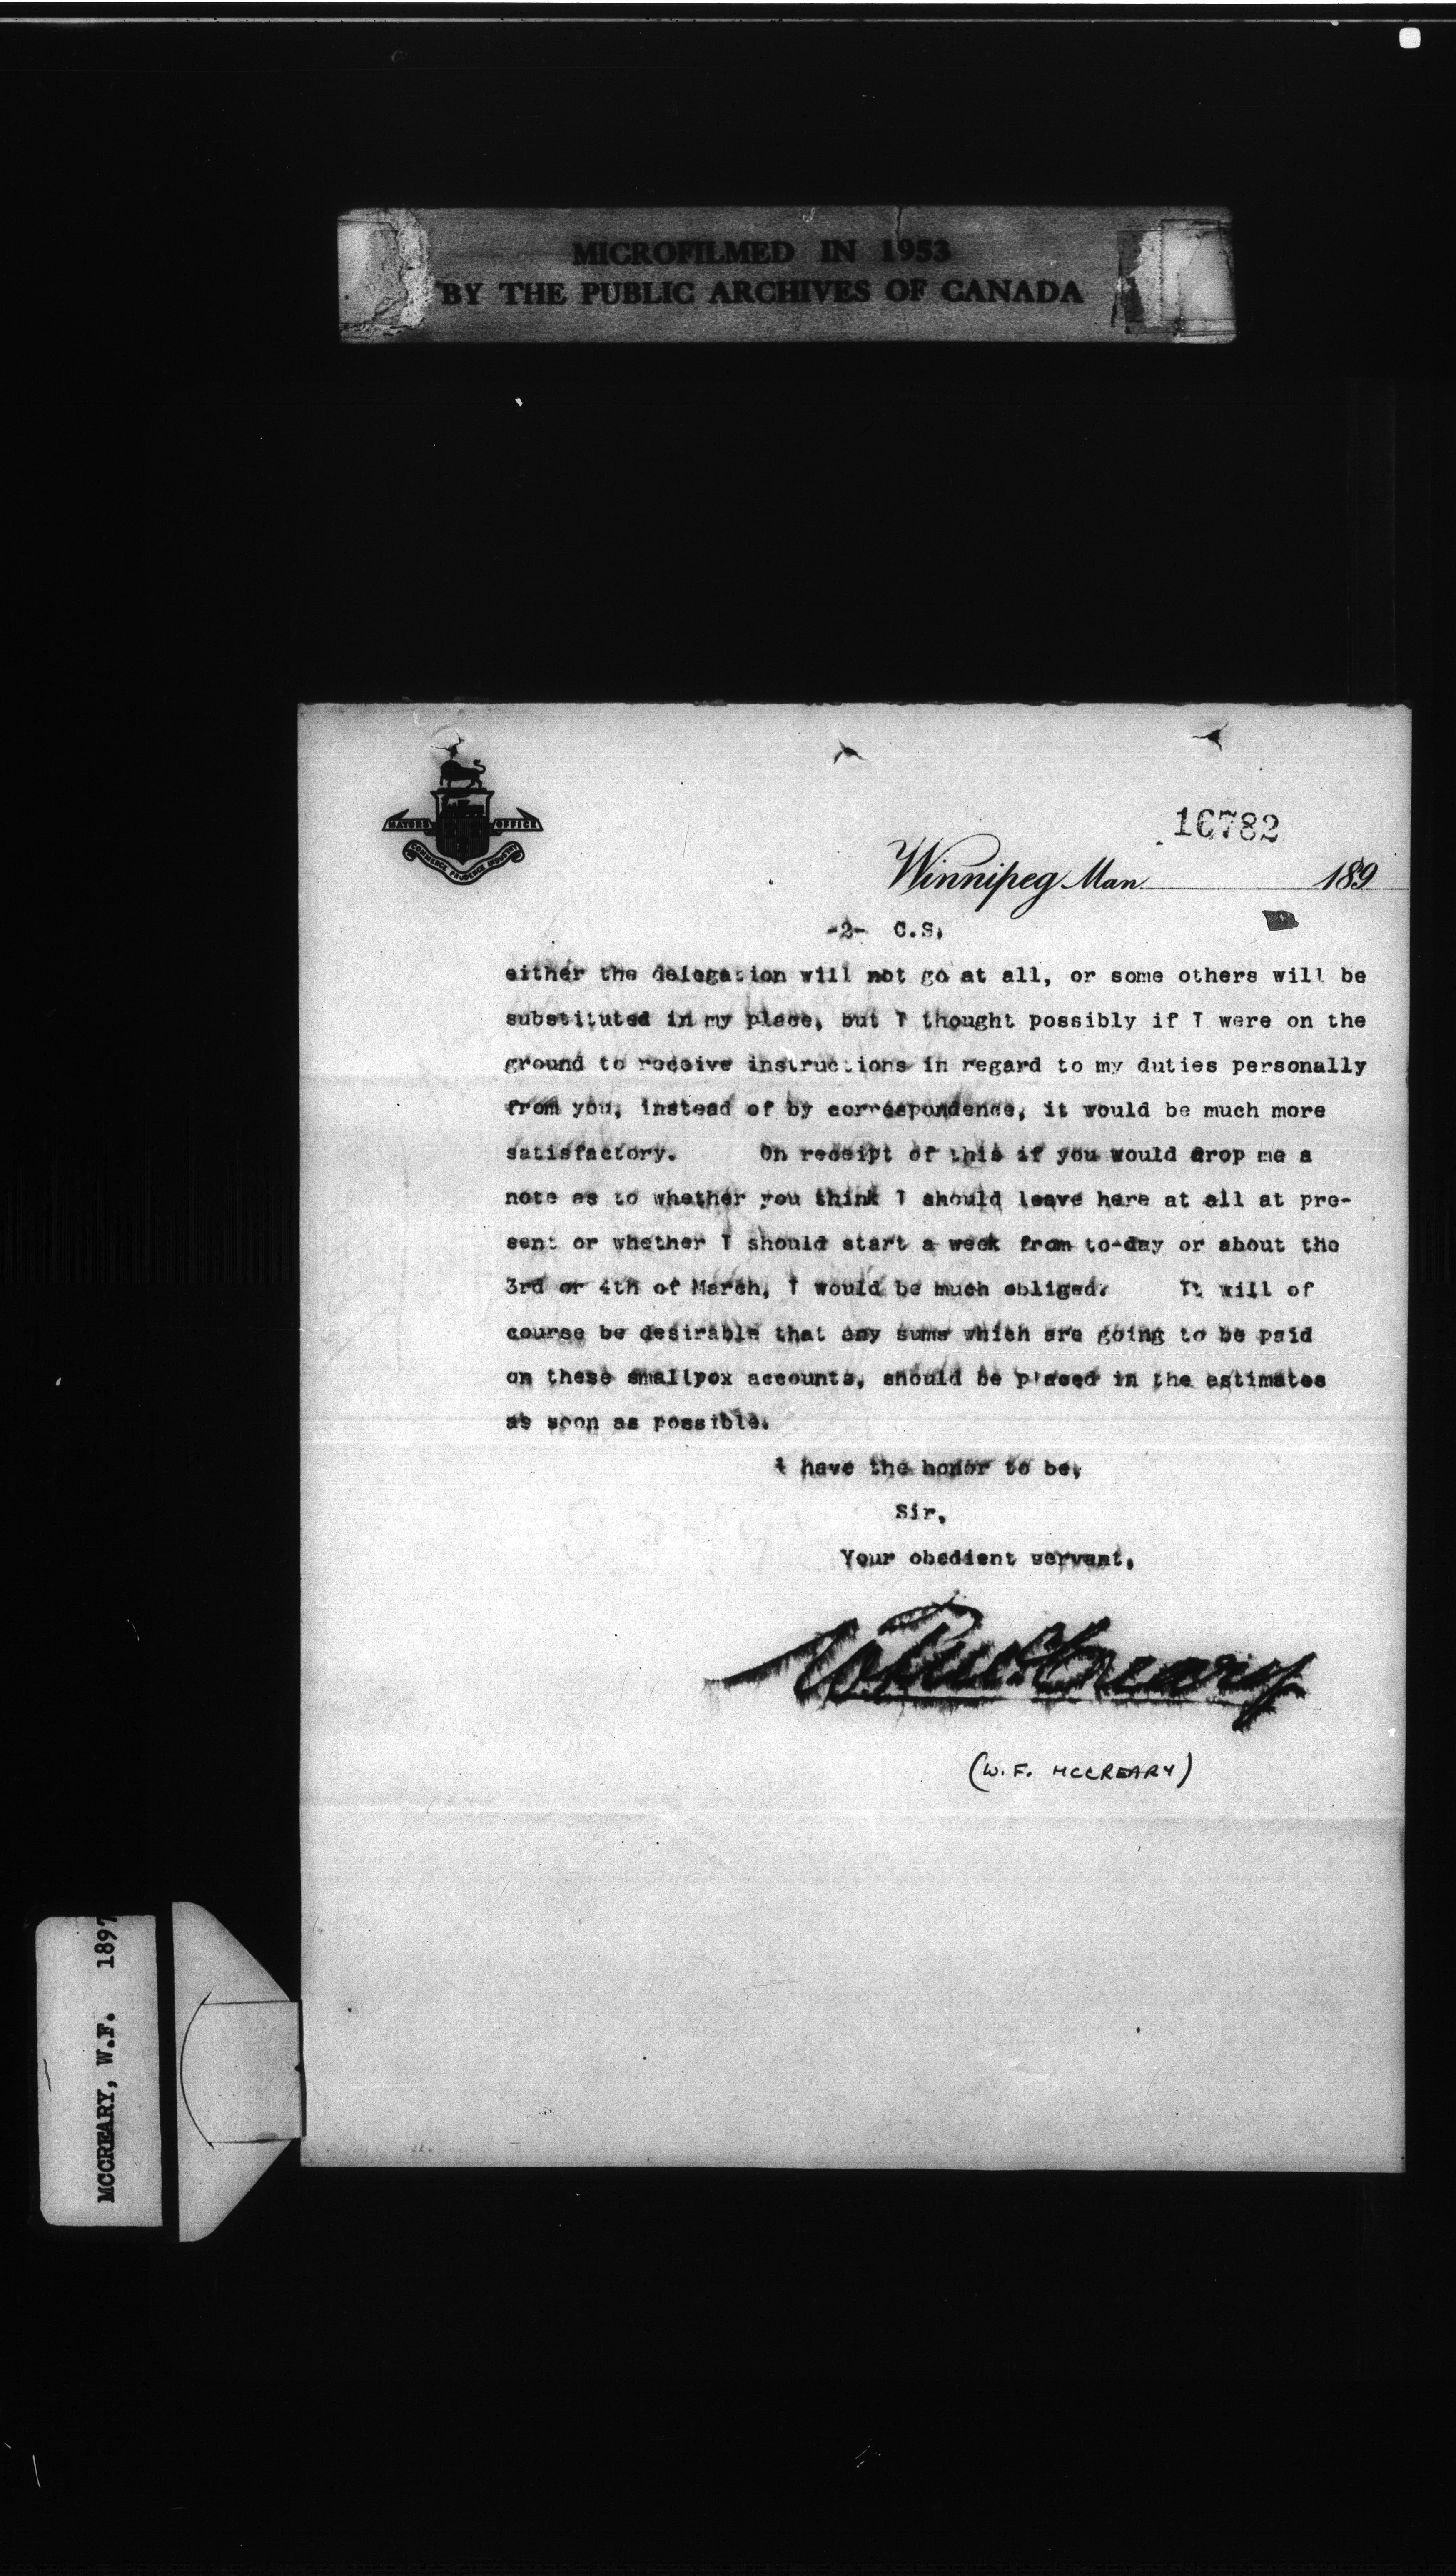 MICROFILMED IN 1953
BY THE PUBLIC ARCHIVES OF CANADA
MAYORS OFFICE
COMMERCE PRUDENCE INDUSTRY
16782
Winnipeg Man 189
-2- C.S.
either the delegation will not go at all, or some others will be
substituted in my place, but I thought possibly if I were on the
ground to receive instructions in regard to my duties personally
from you, instead of by correspondence, it would be much more
satisfactory. On receipt of this if you would drop me a
note as to whether you think I should leave here at all at pre-
sent or whether I should start a week from to-day or about the
3rd or 4th of March, I would be much obliged. It will of
course be desirable that any sums which are going to be paid
on these smallpox accounts, should be placed in the estimates
as soon as possible.
I have the honor to be,
Sir,
Your obedient servant,
W F McCreary
(W.F. MCCREARY)
MCCREARY, W.F. 1897